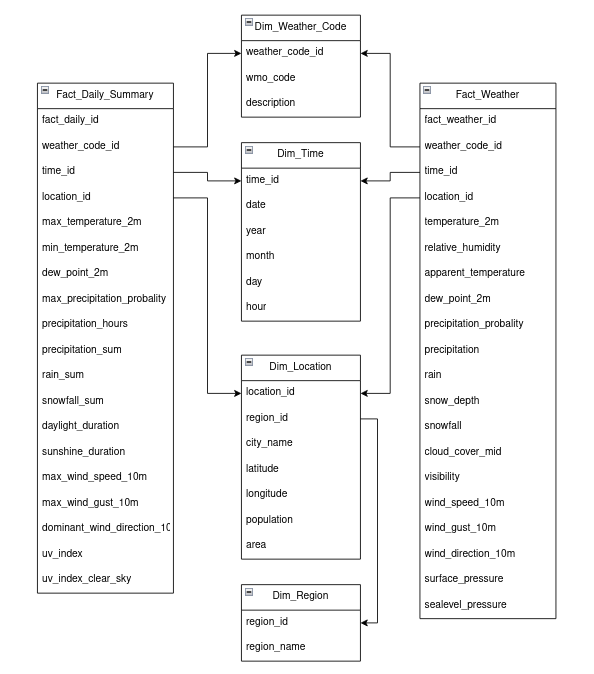 Dim_Weather_Code
weather_code_id
wmo_code
description
Fact_Daily_Summary
fact_daily_id
weather_code_id
time_id
location_id
max_temperature_2m
min_temperature_2m
dew_point_2m
max_precipitation_probality
precipitation_hours
precipitation_sum
rain_sum
snowfall_sum
daylight_duration
sunshine_duration
max_wind_speed_10m
max_wind_gust_10m
dominant_wind_direction_10
uv_index
uv_index_clear_sky
Dim_Time
time_id
date
year
month
day
hour
Dim_Location
location_id
region_id
city_name
latitude
longitude
population
area
Dim_Region
region_id
region_name
Fact_Weather
fact_weather_id
weather_code_id
time_id
location_id
temperature_2m
relative_humidity
apparent_temperature
dew_point_2m
precipitation_probality
precipitation
rain
snow_depth
snowfall
cloud_cover_mid
visibility
wind_speed_10m
wind_gust_10m
wind_direction_10m
surface_pressure
sealevel_pressure